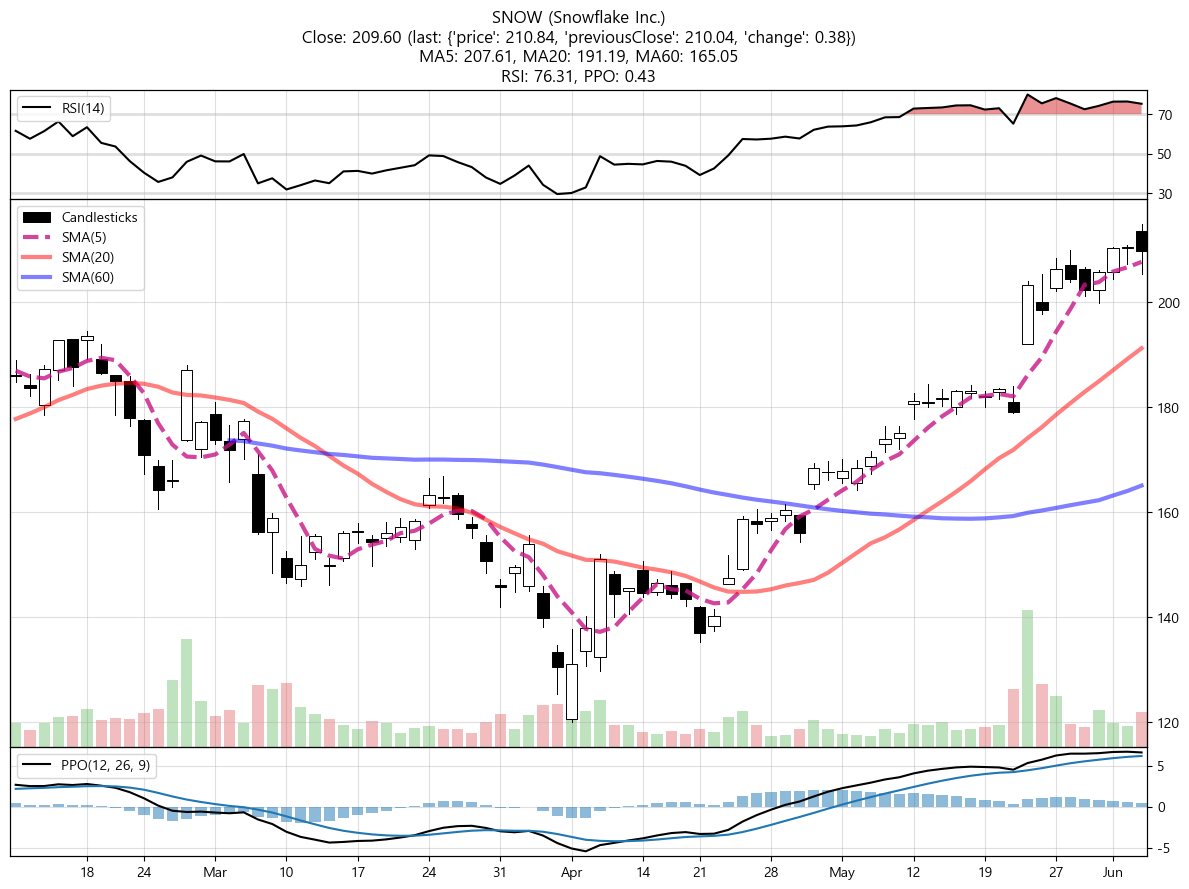 SNOW (Snowflake Inc.)
Close: 209.60 (last: {'price': 210.84, 'previousClose': 210.04, 'change': 0.38})
MA5: 207.61, MA20: 191.19, MA60: 165.05
RSI: 76.31, PPO: 0.43
RSI(14)
70
50
30
Candlesticks
SMA(5)
SMA(20)
SMA(60)
200
180
160
140
120
PPO(12, 26, 9)
5
0
-5
18 24 Mar 10 17 24 31 Apr 14 21 28 May 12 19 27 Jun